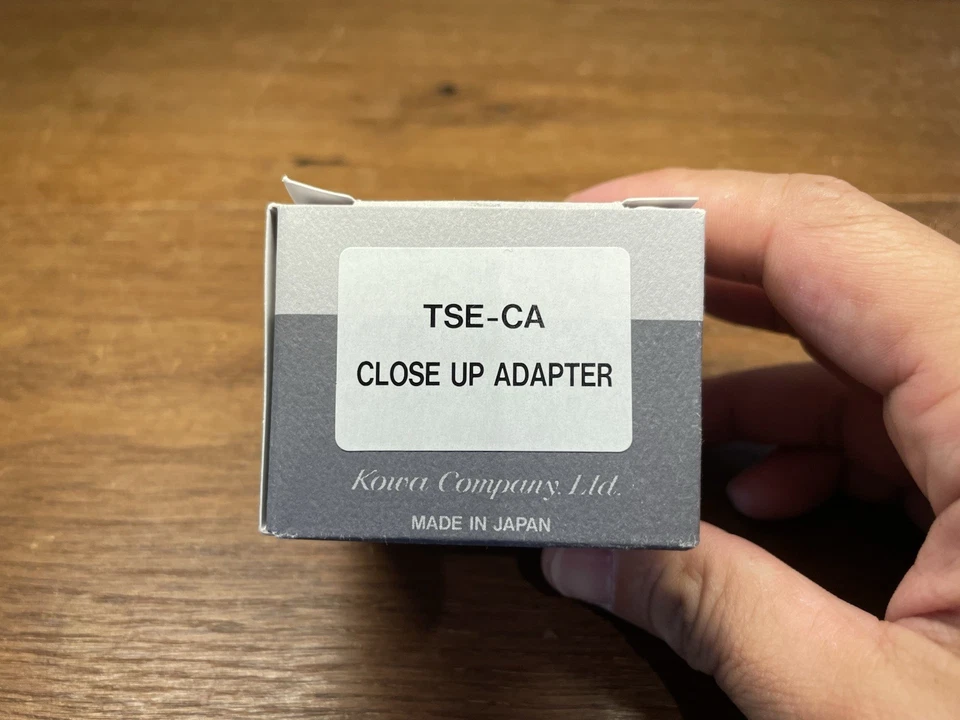 TSE-CA
CLOSE UP ADAPTER
Kowa Company, Ltd.
MADE IN JAPAN